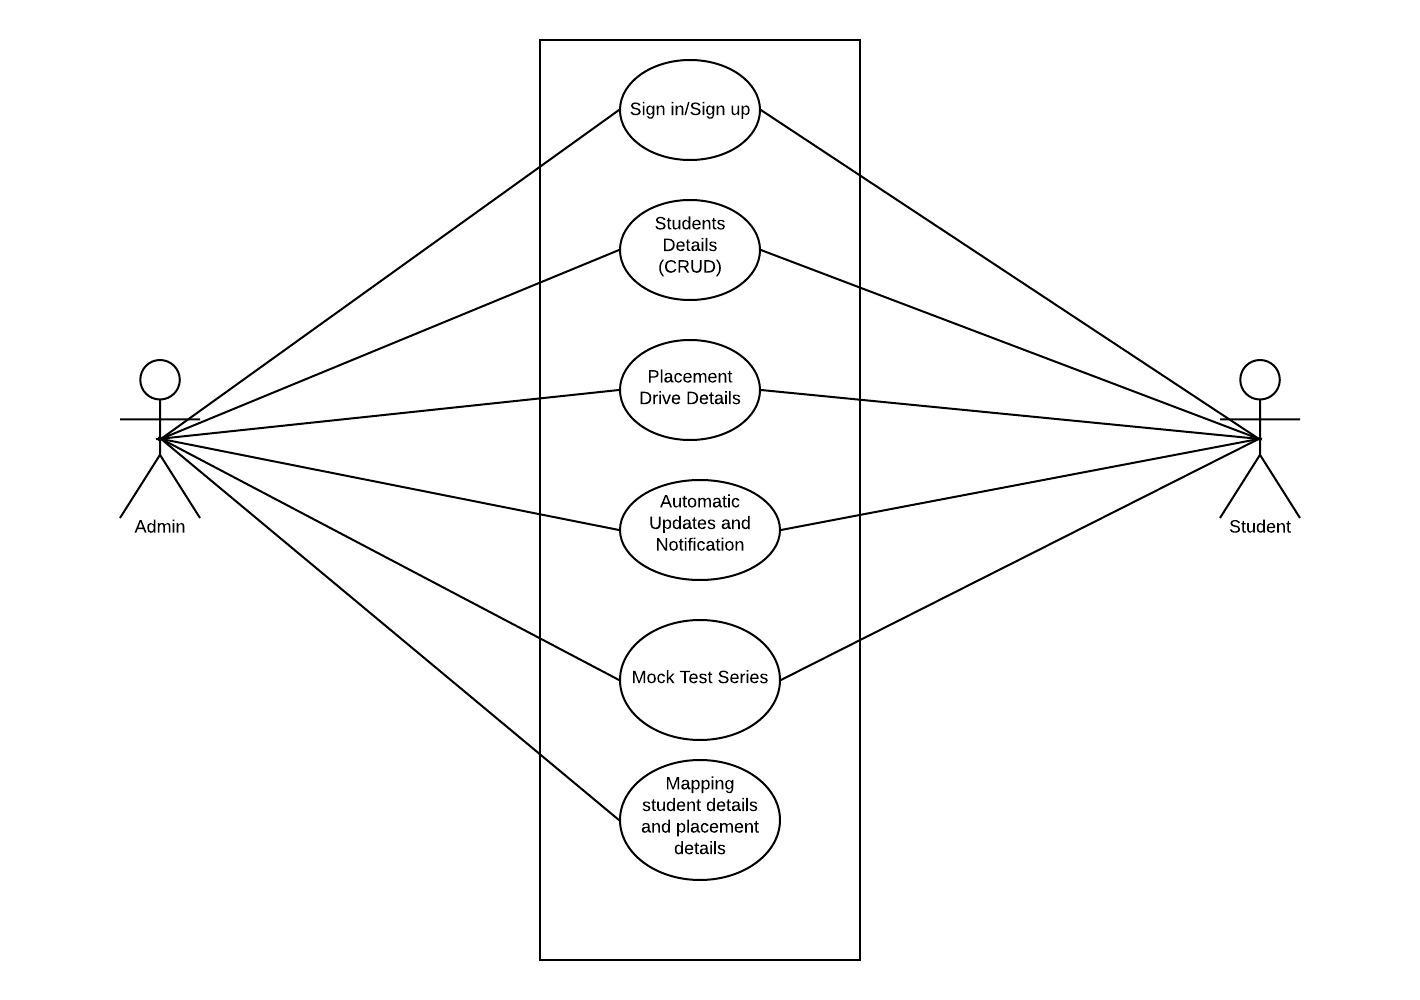 Sign in/Sign up
Students
Details
(CRUD)
Placement
Drive Details
Automatic
Updates and
Notification
Admin
Student
Mock Test Series
Mapping
student details
and placement
details